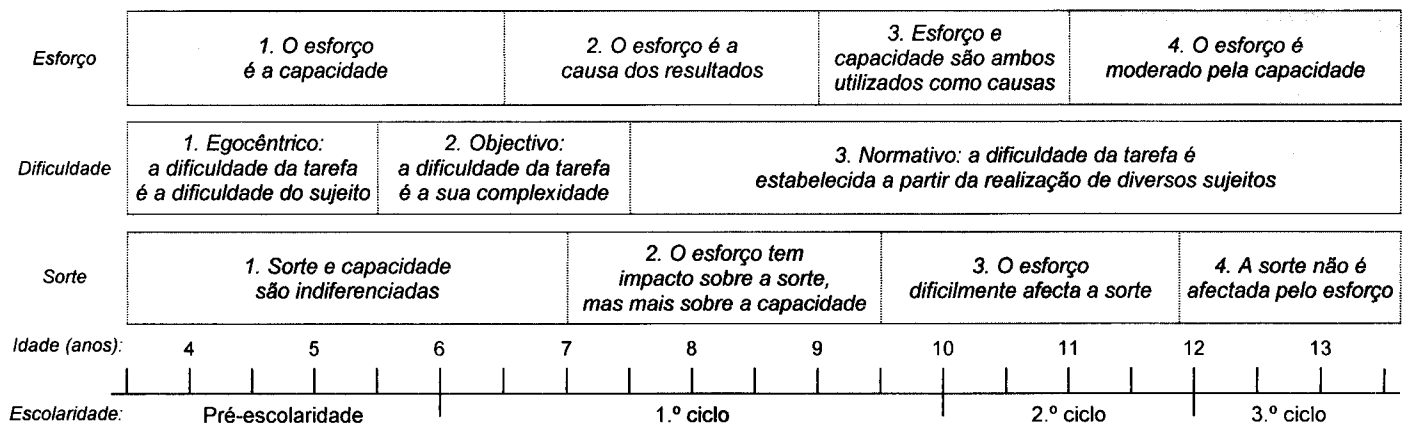 Esforço
1. O esforço
é a capacidade
2. O esforço é a
causa dos resultados
3. Esforço e
capacidade são ambos
utilizados como causas
4. O esforço é
moderado pela capacidade
Dificuldade
1. Egocêntrico:
a dificuldade da tarefa
é a dificuldade do sujeito
2. Objectivo:
a dificuldade da tarefa
é a sua complexidade
3. Normativo: a dificuldade da tarefa é
estabelecida a partir da realização de diversos sujeitos
Sorte
1. Sorte e capacidade
são indiferenciadas
2. O esforço tem
impacto sobre a sorte,
mas mais sobre a capacidade
3. O esforço
dificilmente afecta a sorte
4. A sorte não é
afectada pelo esforço
Idade (anos): 4 5 6 7 8 9 10 11 12 13
Escolaridade: Pré-escolaridade 1.º ciclo 2.º ciclo 3.º ciclo